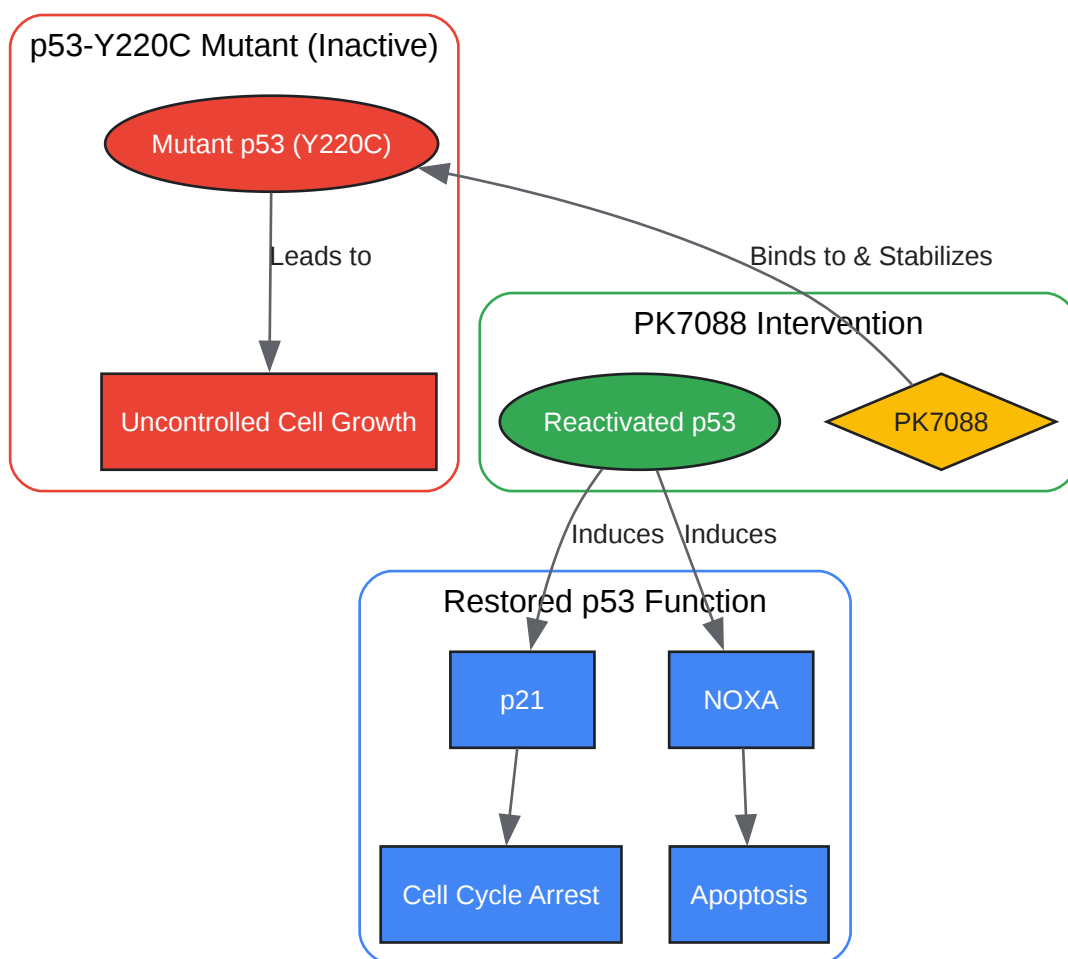 p53-Y220C Mutant (Inactive)
Mutant p53 (Y220C)
Leads to
Binds to & Stabilizes
Uncontrolled Cell Growth
PK7088 Intervention
Reactivated p53
PK7088
Induces
Induces
Restored p53 Function
p21
NOXA
Cell Cycle Arrest
Apoptosis